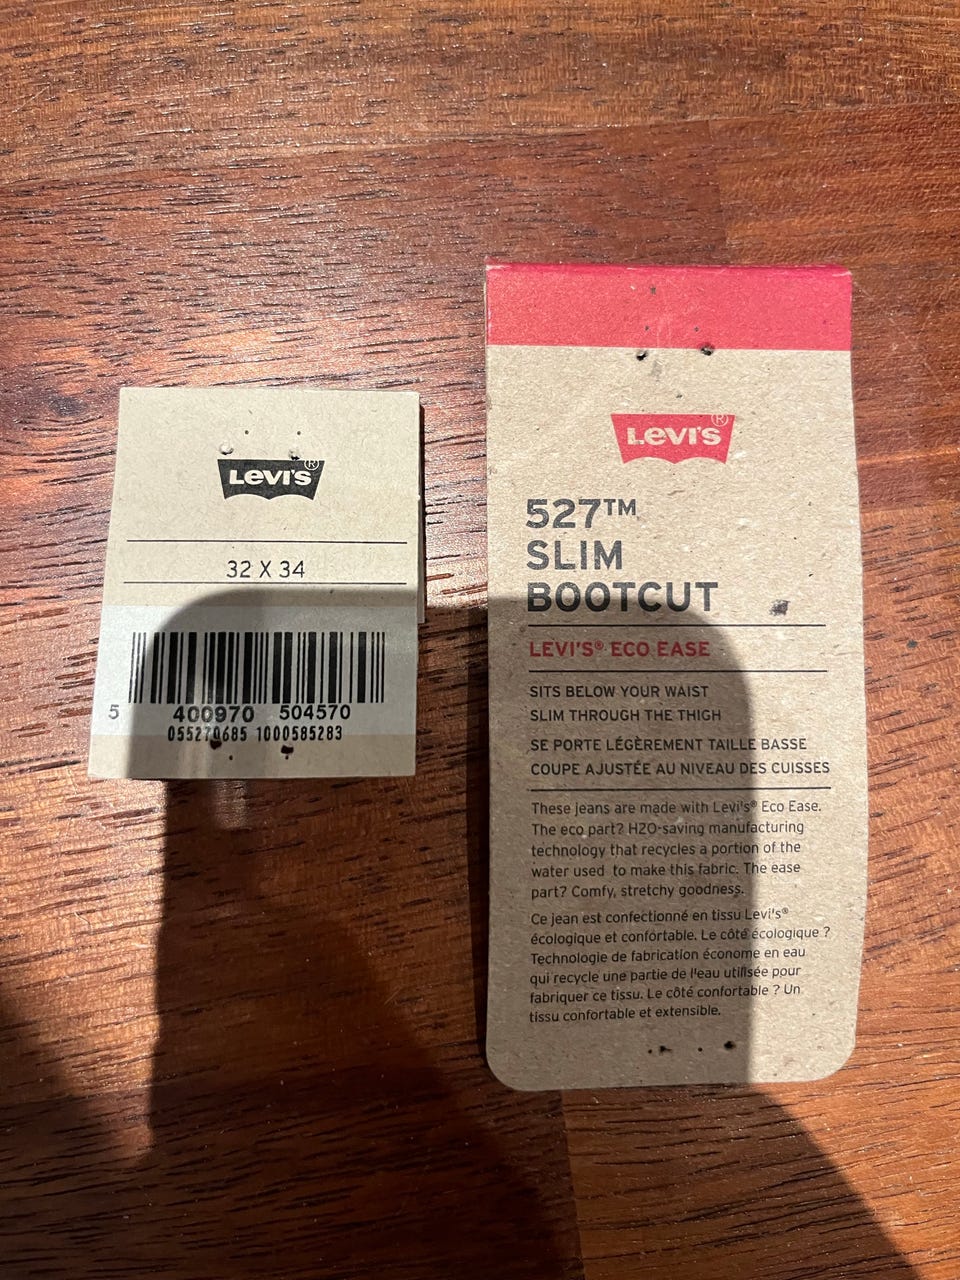 Levi's®
32 X 34
5 400970 504570
055270685 1000585283
Levi's®
527™
SLIM
BOOTCUT
LEVI'S® ECO EASE
SITS BELOW YOUR WAIST
SLIM THROUGH THE THIGH
SE PORTE LÉGÈREMENT TAILLE BASSE
COUPE AJUSTÉE AU NIVEAU DES CUISSES
These jeans are made with Levi's® Eco Ease.
The eco part? H2O-saving manufacturing
technology that recycles a portion of the
water used to make this fabric. The ease
part? Comfy, stretchy goodness.
Ce jean est confectionné en tissu Levi's®
écologique et confortable. Le côté écologique ?
Technologie de fabrication économe en eau
qui recycle une partie de l'eau utilisée pour
fabriquer ce tissu. Le côté confortable ? Un
tissu confortable et extensible.